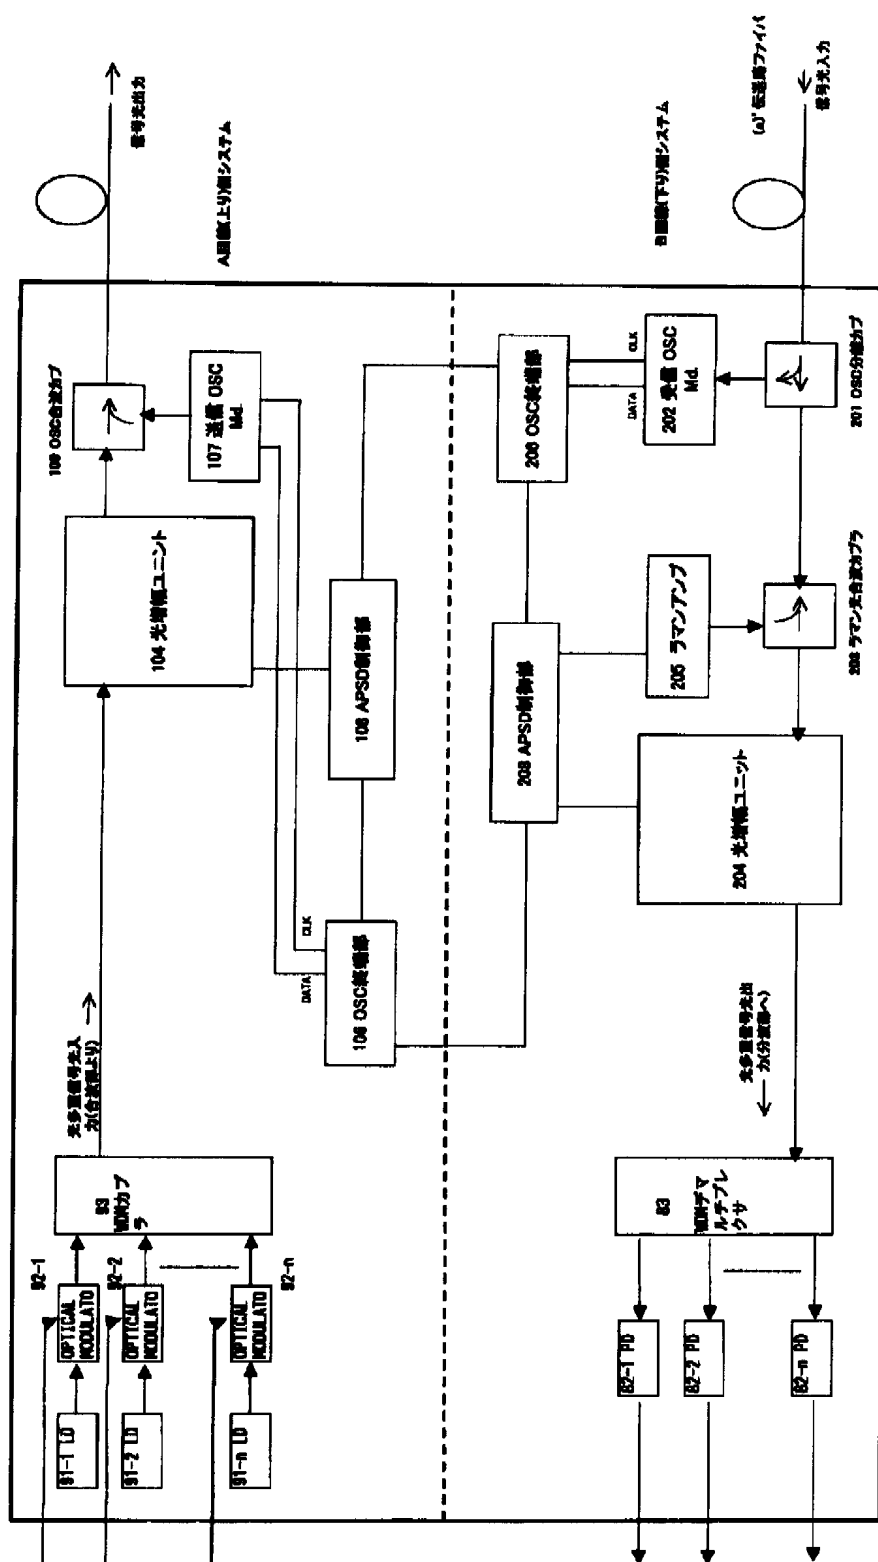 信号光出力
A回線(上り)側システム
109 OSC合波カプ
107 送信 OSC
Md.
104 光増幅ユニント
108 APSD制御部
CLK
DATA
106 OSC終端部
光多重信号光入
力(合波部より)
93
WDMカプ
ラ
92-1
92-2
92-n
OPTICAL
MODULATO
OPTICAL
MODULATO
OPTICAL
MODULATO
91-1 LD
91-2 LD
91-n LD
(a)' 伝送路ファイバ
信号光入力
B回線(下り)側システム
201 OSC分離カプ
CLK
DATA
202 受信 OSC
Md.
206 OSC終端部
203 ラマン光合波カプラ
205 ラマンアンプ
208 APSD制御部
204 光増幅ユニット
光多重信号光出
力(分波部へ)
83
WDMデマ
ルチプレ
クサ
82-1 PD
82-2 PD
82-n PD